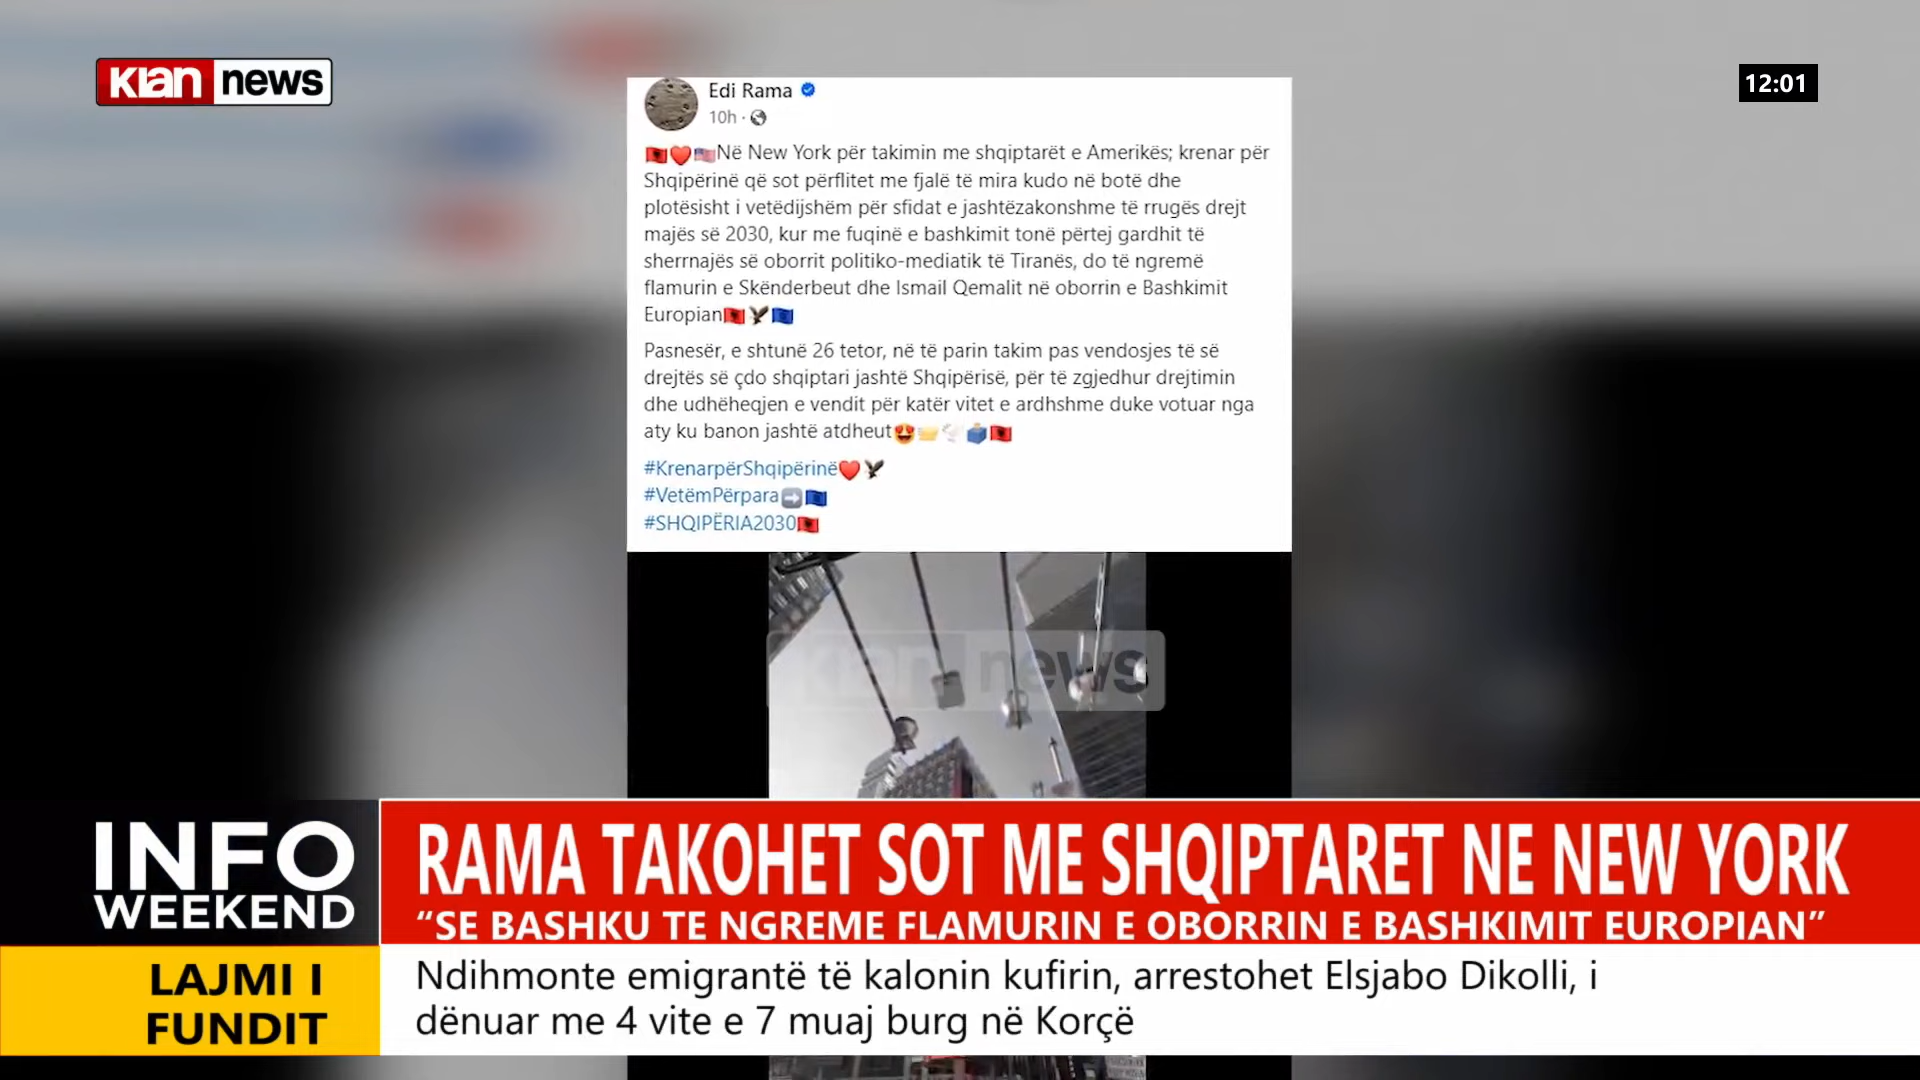 klan news
12:01
Edi Rama
10h ·
🇦🇱❤️🇺🇸Në New York për takimin me shqiptarët e Amerikës; krenar për
Shqipërinë që sot përflitet me fjalë të mira kudo në botë dhe
plotësisht i vetëdijshëm për sfidat e jashtëzakonshme të rrugës drejt
majës së 2030, kur me fuqinë e bashkimit tonë përtej gardhit të
sherrnajës së oborrit politiko-mediatik të Tiranës, do të ngremë
flamurin e Skënderbeut dhe Ismail Qemalit në oborrin e Bashkimit
Europian🇦🇱🦅🇪🇺
Pasnesër, e shtunë 26 tetor, në të parin takim pas vendosjes të së
drejtës së çdo shqiptari jashtë Shqipërisë, për të zgjedhur drejtimin
dhe udhëheqjen e vendit për katër vitet e ardhshme duke votuar nga
aty ku banon jashtë atdheut😍📨🕊️🗳️🇦🇱
#KrenarpërShqipërinë❤️🦅
#VetëmPërpara➡️🇪🇺
#SHQIPËRIA2030🇦🇱
klan news
INFO
WEEKEND
RAMA TAKOHET SOT ME SHQIPTARET NE NEW YORK
“SE BASHKU TE NGREME FLAMURIN E OBORRIN E BASHKIMIT EUROPIAN”
LAJMI I
FUNDIT
Ndihmonte emigrantë të kalonin kufirin, arrestohet Elsjabo Dikolli, i
dënuar me 4 vite e 7 muaj burg në Korçë